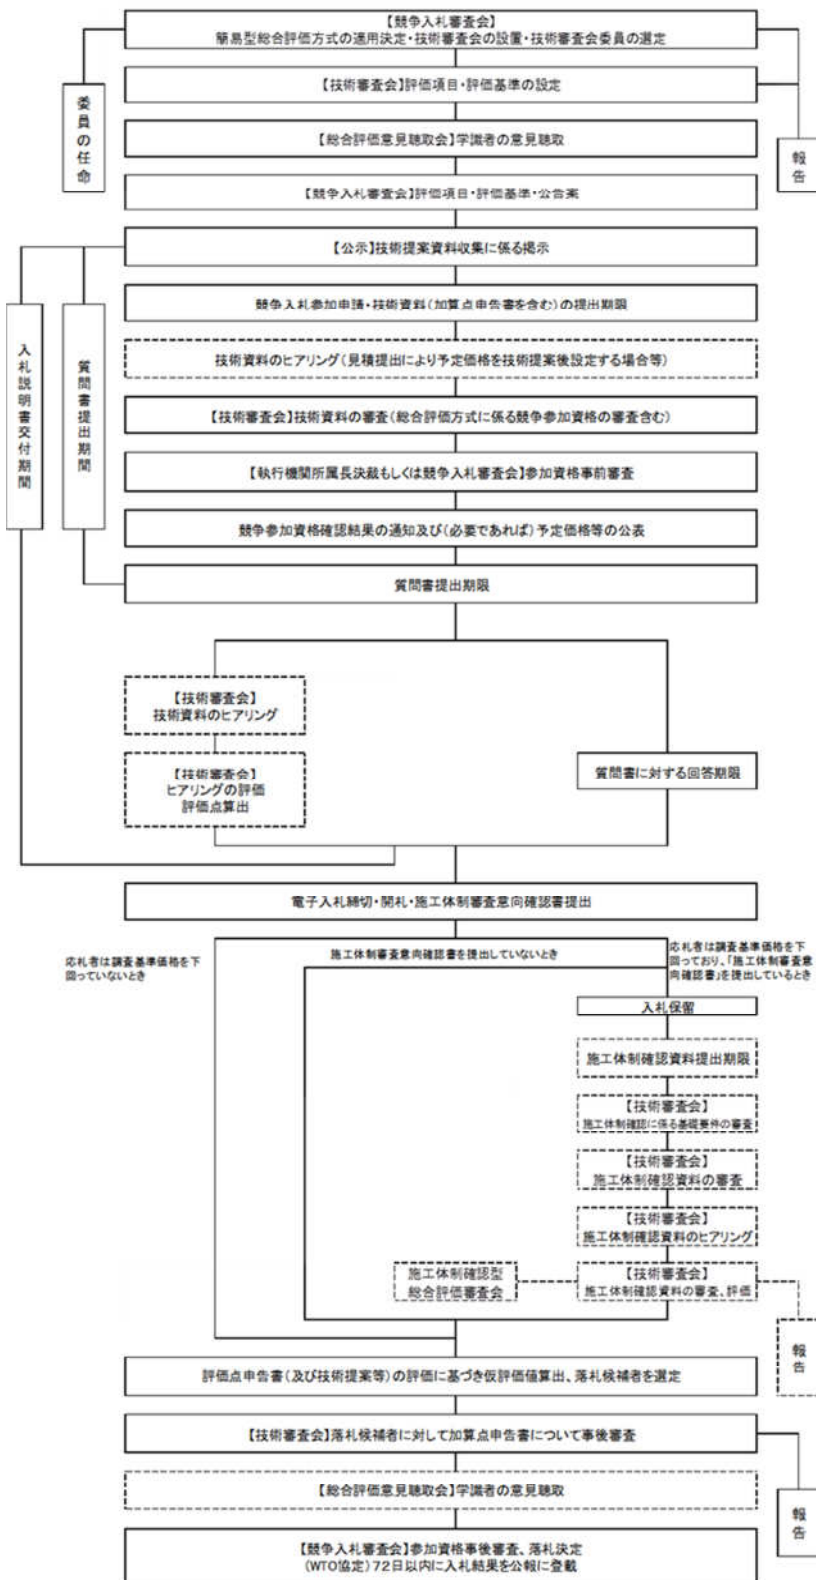 【競争入札審査会】
簡易型総合評価方式の適用決定・技術審査会の設置・技術審査会委員の選定
【技術審査会】評価項目・評価基準の設定
委員の任命
【総合評価意見聴取会】学識者の意見聴取
報告
【競争入札審査会】評価項目・評価基準・公告案
【公示】技術提案資料収集に係る掲示
競争入札参加申請・技術資料(加算点申告書を含む)の提出期限
入札説明書交付期間
質問書提出期間
技術資料のヒアリング(見積提出により予定価格を技術提案後設定する場合等)
【技術審査会】技術資料の審査(総合評価方式に係る競争参加資格の審査含む)
【執行機関所属長決裁もしくは競争入札審査会】参加資格事前審査
競争参加資格確認結果の通知及び(必要であれば)予定価格等の公表
質問書提出期限
【技術審査会】
技術資料のヒアリング
【技術審査会】
ヒアリングの評価
評価点算出
質問書に対する回答期限
電子入札締切・開札・施工体制審査意向確認書提出
応札者は調査基準価格を下
回っていないとき
施工体制審査意向確認書を提出していないとき
応札者は調査基準価格を下
回っており、「施工体制審査意
向確認書」を提出しているとき
入札保留
施工体制確認資料提出期限
【技術審査会】
施工体制確認に係る基礎要件の審査
【技術審査会】
施工体制確認資料の審査
【技術審査会】
施工体制確認資料のヒアリング
施工体制確認型
総合評価審査会
【技術審査会】
施工体制確認資料の審査、評価
報告
評価点申告書(及び技術提案等)の評価に基づき仮評価値算出、落札候補者を選定
【技術審査会】落札候補者に対して加算点申告書について事後審査
【総合評価意見聴取会】学識者の意見聴取
報告
【競争入札審査会】参加資格事後審査、落札決定
(WTO協定)72日以内に入札結果を公報に登載